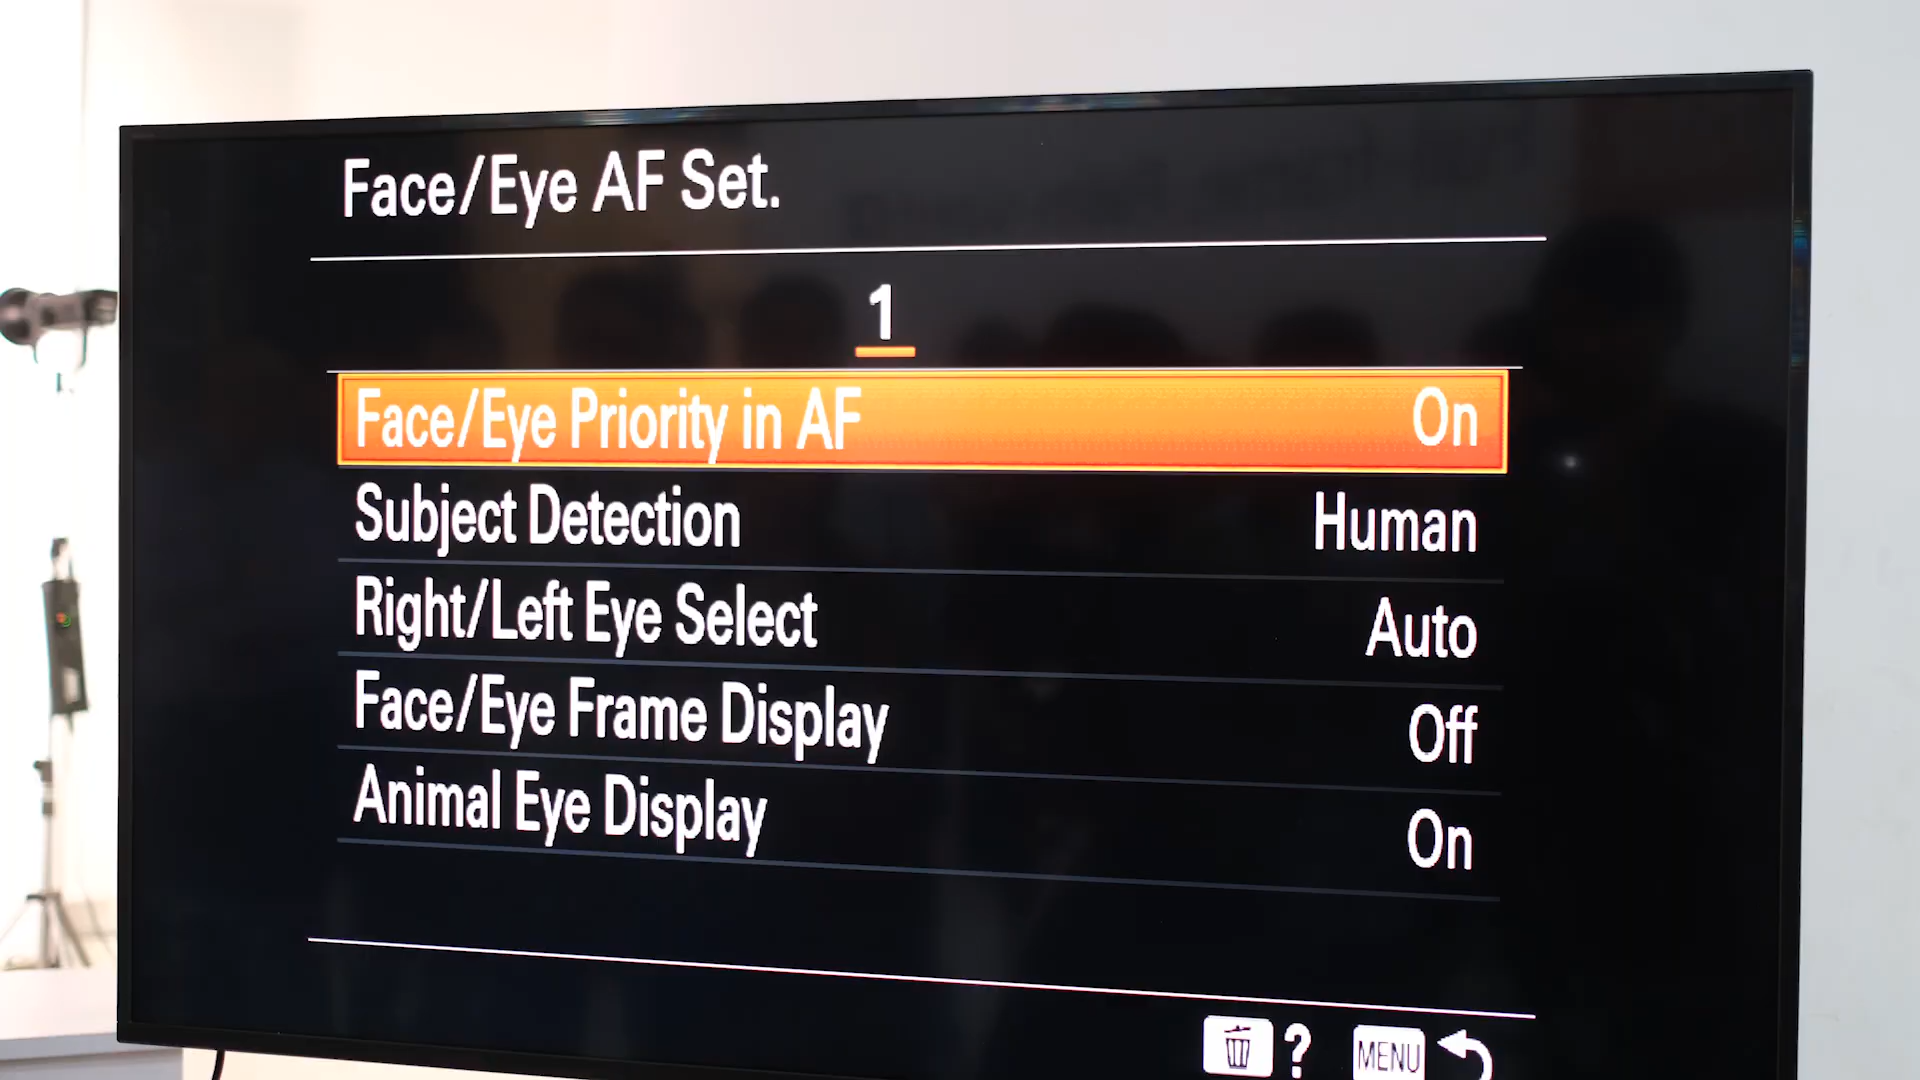 Face/Eye AF Set.
1
Face/Eye Priority in AF On
Subject Detection Human
Right/Left Eye Select Auto
Face/Eye Frame Display Off
Animal Eye Display On
? MENU